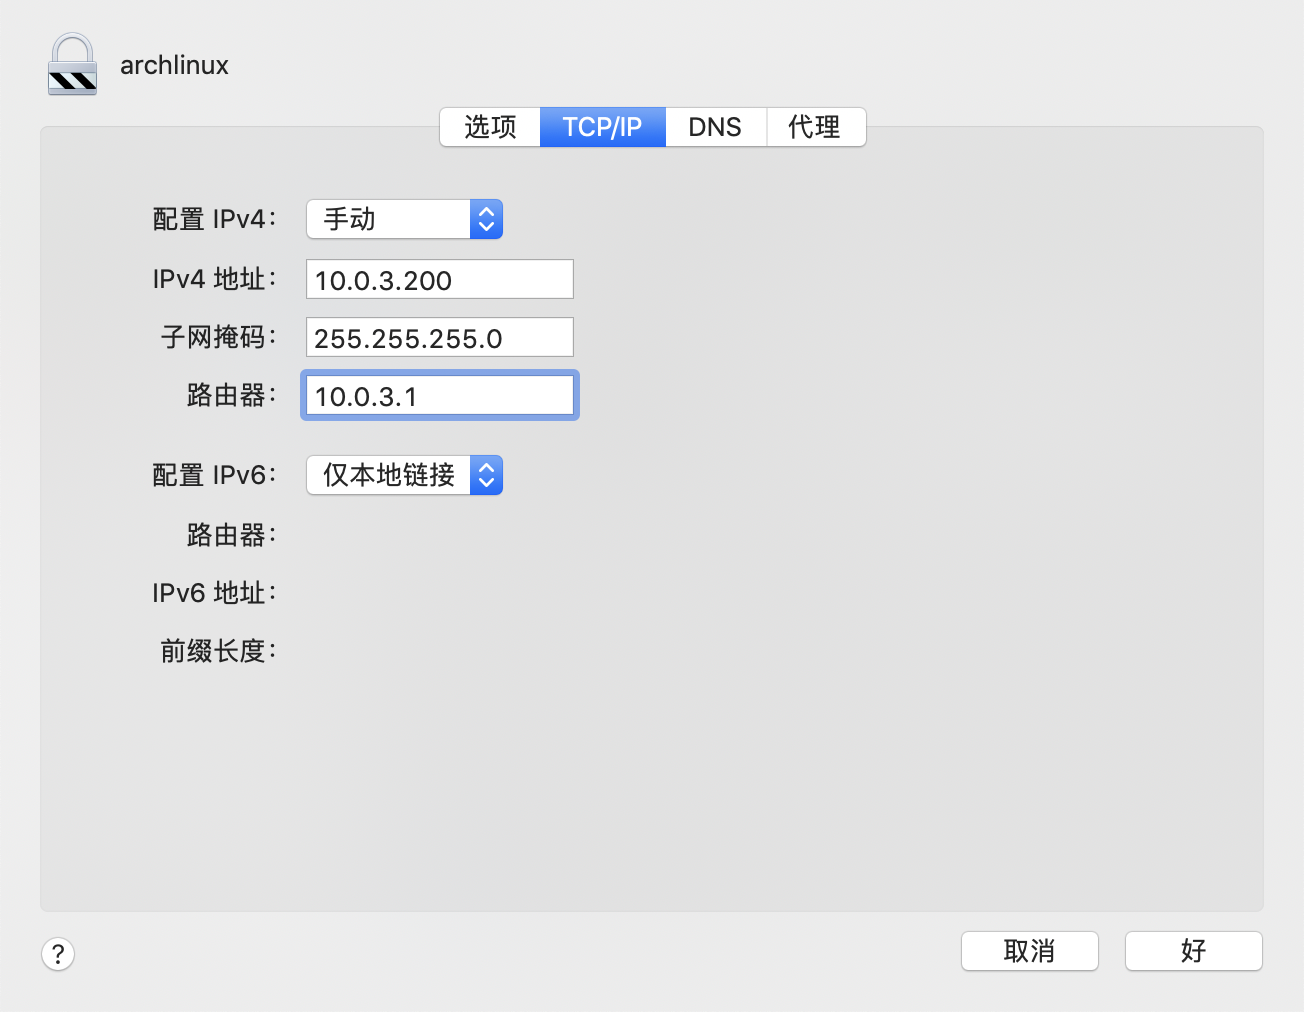 archlinux
选项 TCP/IP DNS 代理
配置 IPv4： 手动
IPv4 地址： 10.0.3.200
子网掩码： 255.255.255.0
路由器： 10.0.3.1
配置 IPv6： 仅本地链接
路由器：
IPv6 地址：
前缀长度：
? 取消 好